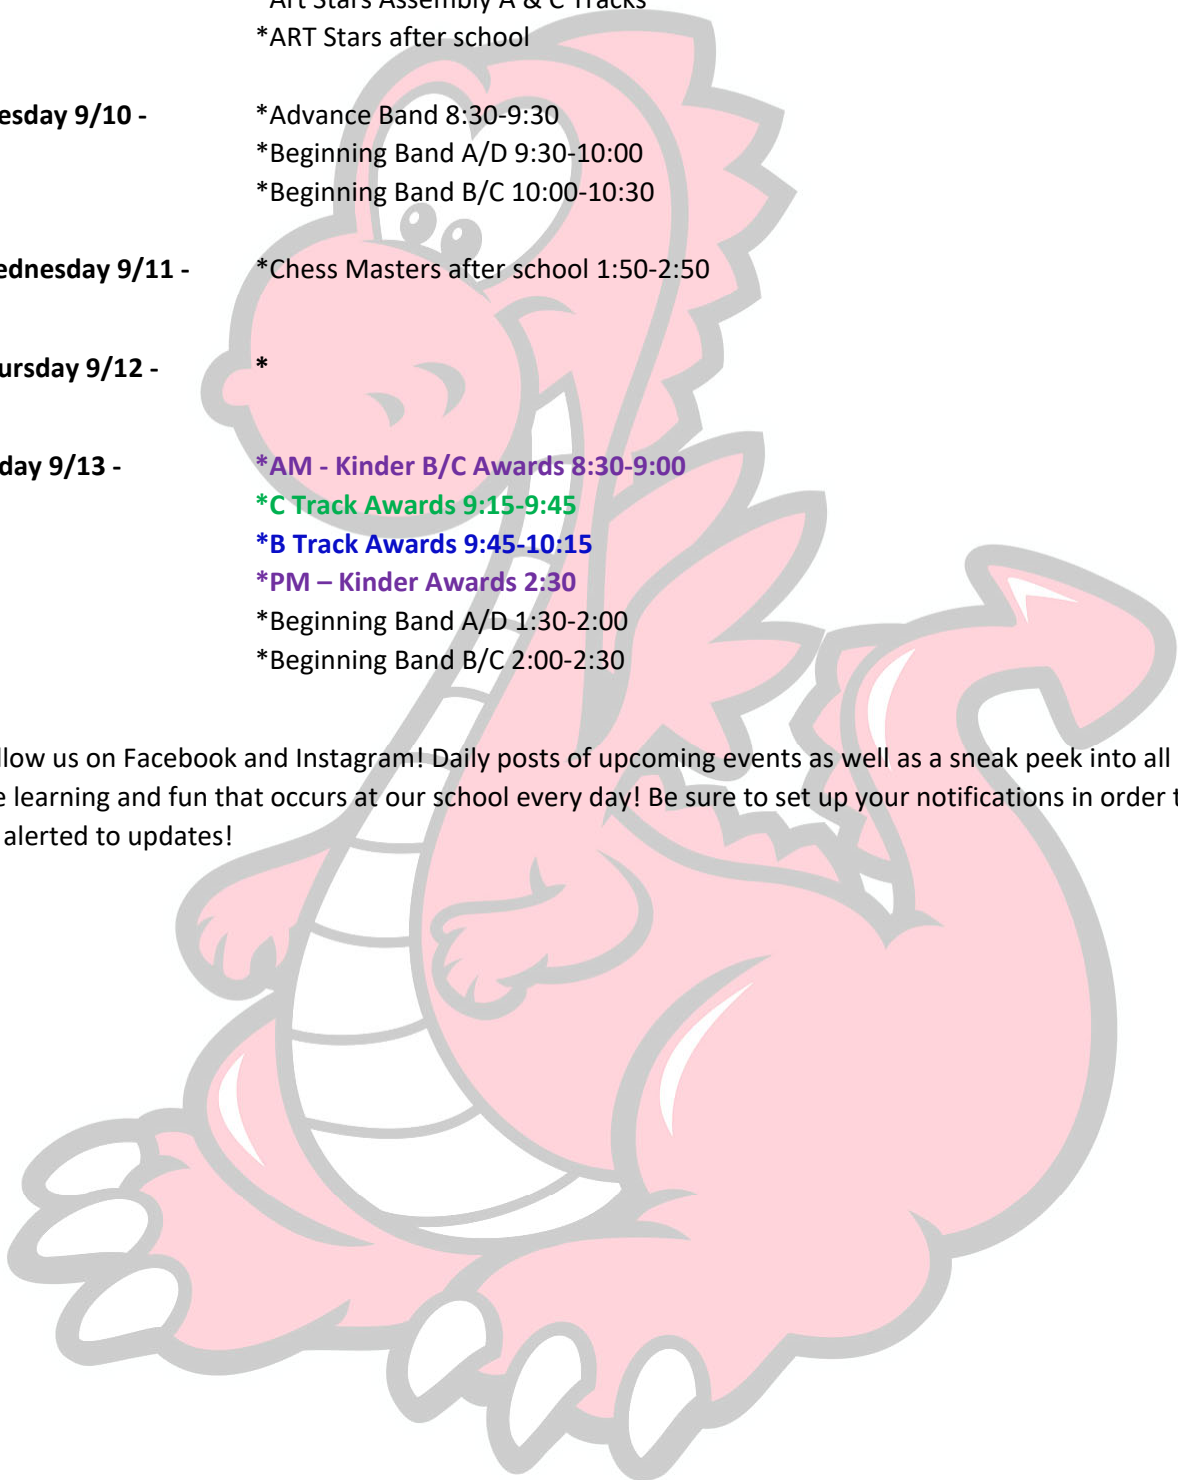 *Art Stars Assembly A & C Tracks
*ART Stars after school
esday 9/10 - *Advance Band 8:30-9:30
*Beginning Band A/D 9:30-10:00
*Beginning Band B/C 10:00-10:30
ednesday 9/11 - *Chess Masters after school 1:50-2:50
ursday 9/12 - *
day 9/13 - *AM - Kinder B/C Awards 8:30-9:00
*C Track Awards 9:15-9:45
*B Track Awards 9:45-10:15
*PM – Kinder Awards 2:30
*Beginning Band A/D 1:30-2:00
*Beginning Band B/C 2:00-2:30
llow us on Facebook and Instagram! Daily posts of upcoming events as well as a sneak peek into all
e learning and fun that occurs at our school every day! Be sure to set up your notifications in order t
alerted to updates!